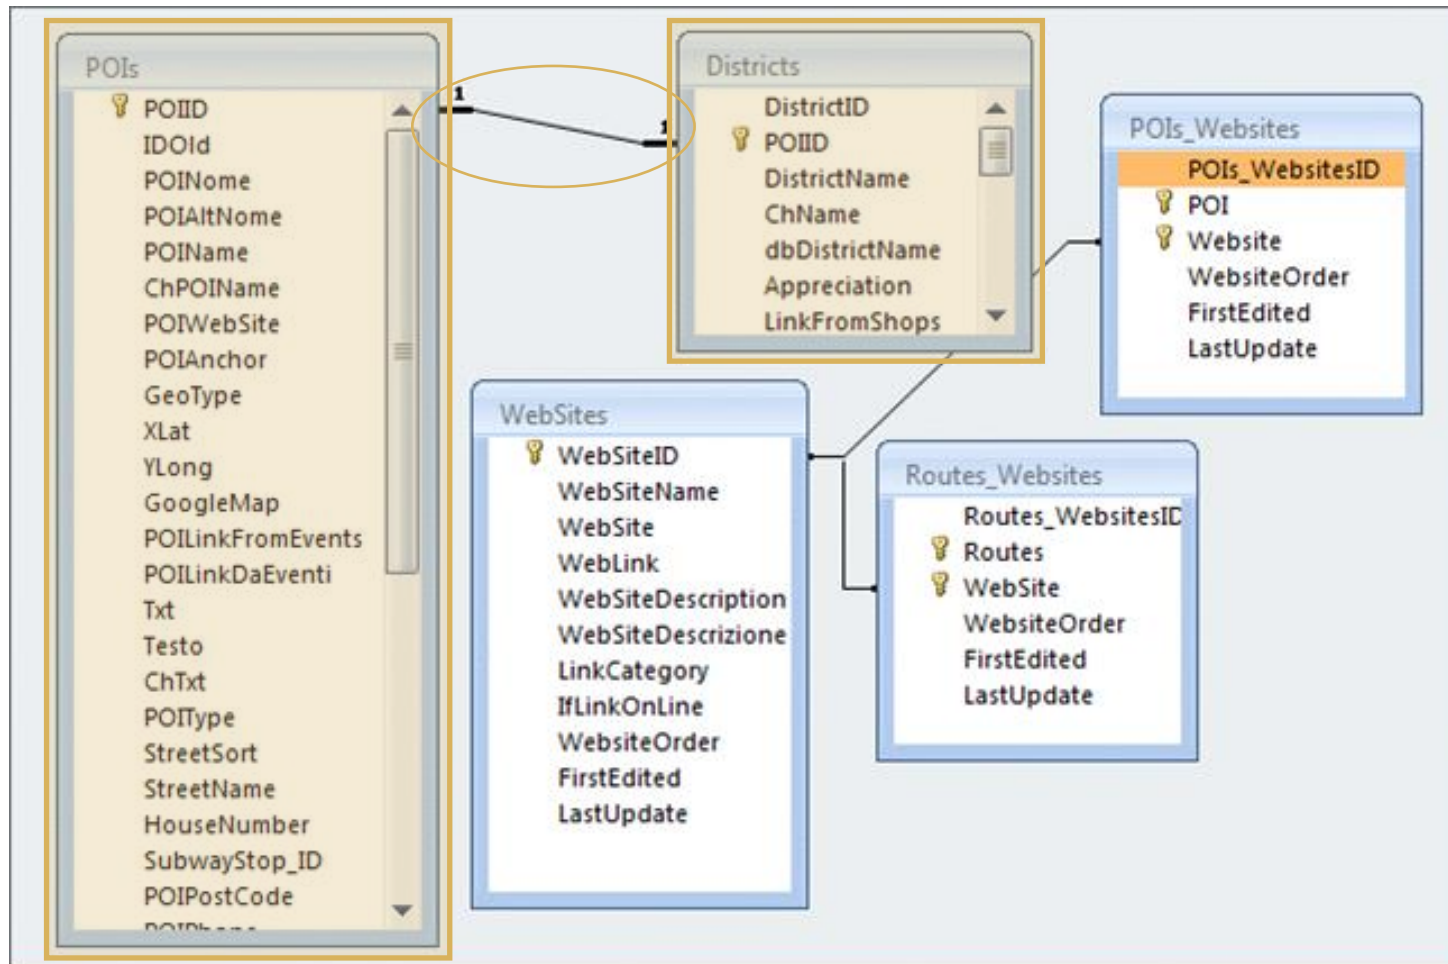 POIs
POIID
IDOld
POINome
POIAltNome
POIName
ChPOIName
POIWebSite
POIAnchor
GeoType
XLat
YLong
GoogleMap
POILinkFromEvents
POILinkDaEventi
Txt
Testo
ChTxt
POIType
StreetSort
StreetName
HouseNumber
SubwayStop_ID
POIPostCode
1
1
Districts
DistrictID
POIID
DistrictName
ChName
dbDistrictName
Appreciation
LinkFromShops
POIs_Websites
POIs_WebsitesID
POI
Website
WebsiteOrder
FirstEdited
LastUpdate
WebSites
WebSiteID
WebSiteName
WebSite
WebLink
WebSiteDescription
WebSiteDescrizione
LinkCategory
IfLinkOnLine
WebsiteOrder
FirstEdited
LastUpdate
Routes_Websites
Routes_WebsitesID
Routes
WebSite
WebsiteOrder
FirstEdited
LastUpdate